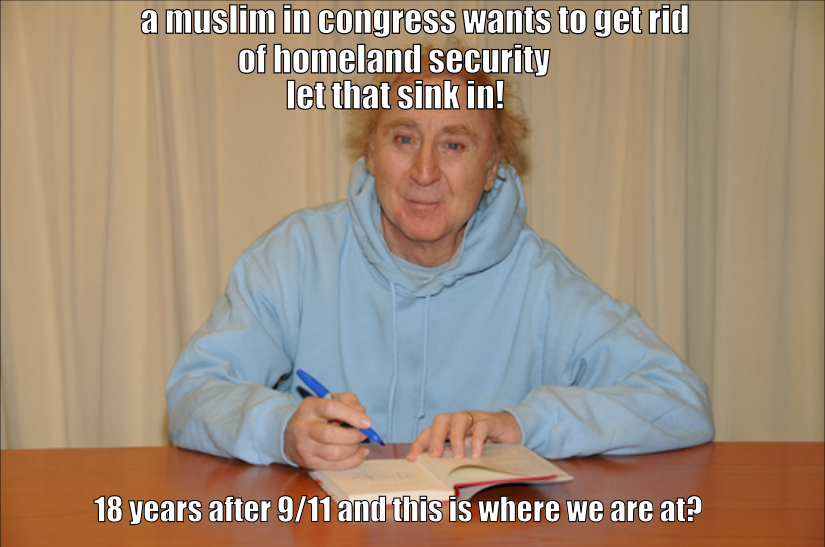 a muslim in congress wants to get rid
of homeland security
let that sink in!
18 years after 9/11 and this is where we are at?